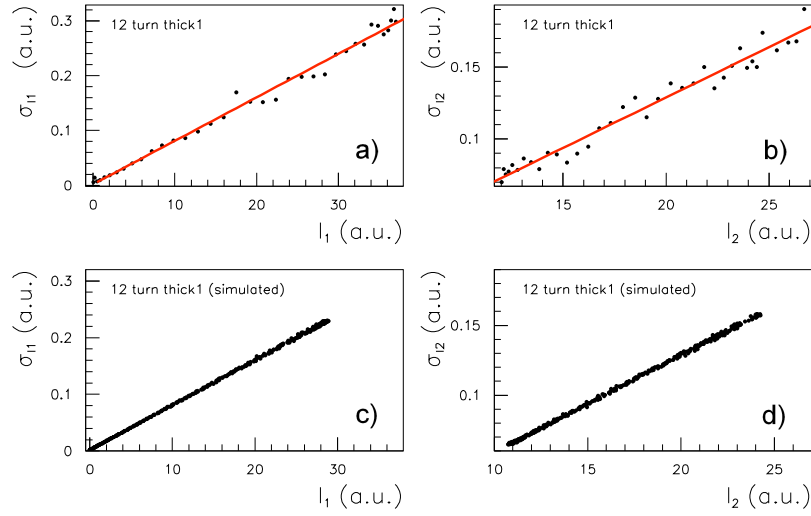 12 turn thick1
σI1 (a.u.)
0.3
0.2
0.1
0
0
10
20
30
I1 (a.u.)
a)
12 turn thick1
σI2 (a.u.)
0.15
0.1
15
20
25
I2 (a.u.)
b)
12 turn thick1 (simulated)
σI1 (a.u.)
0.3
0.2
0.1
0
0
10
20
30
I1 (a.u.)
c)
12 turn thick1 (simulated)
σI2 (a.u.)
0.15
0.1
10
15
20
25
I2 (a.u.)
d)